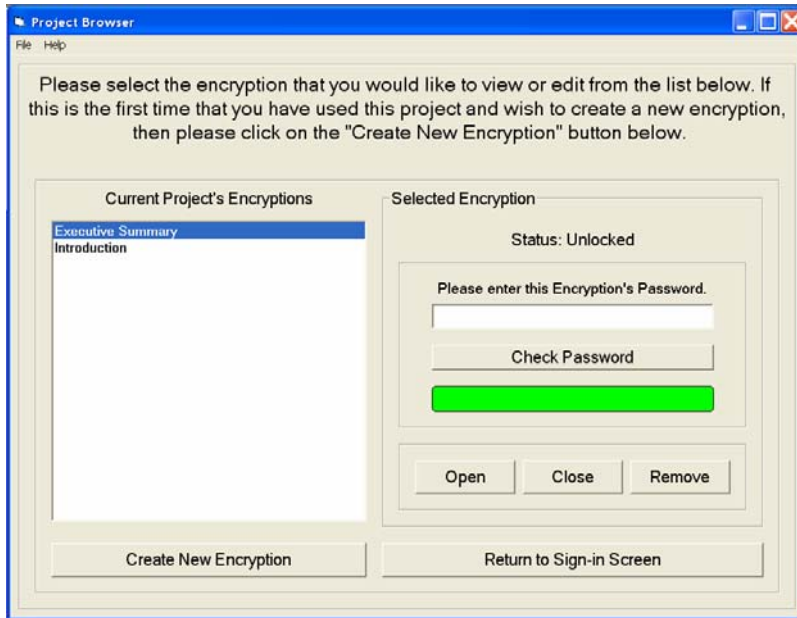 Project Browser
File Help
Please select the encryption that you would like to view or edit from the list below. If
this is the first time that you have used this project and wish to create a new encryption,
then please click on the "Create New Encryption" button below.
Current Project's Encryptions
Executive Summary
Introduction
Selected Encryption
Status: Unlocked
Please enter this Encryption's Password.
Check Password
Open Close Remove
Create New Encryption
Return to Sign-in Screen